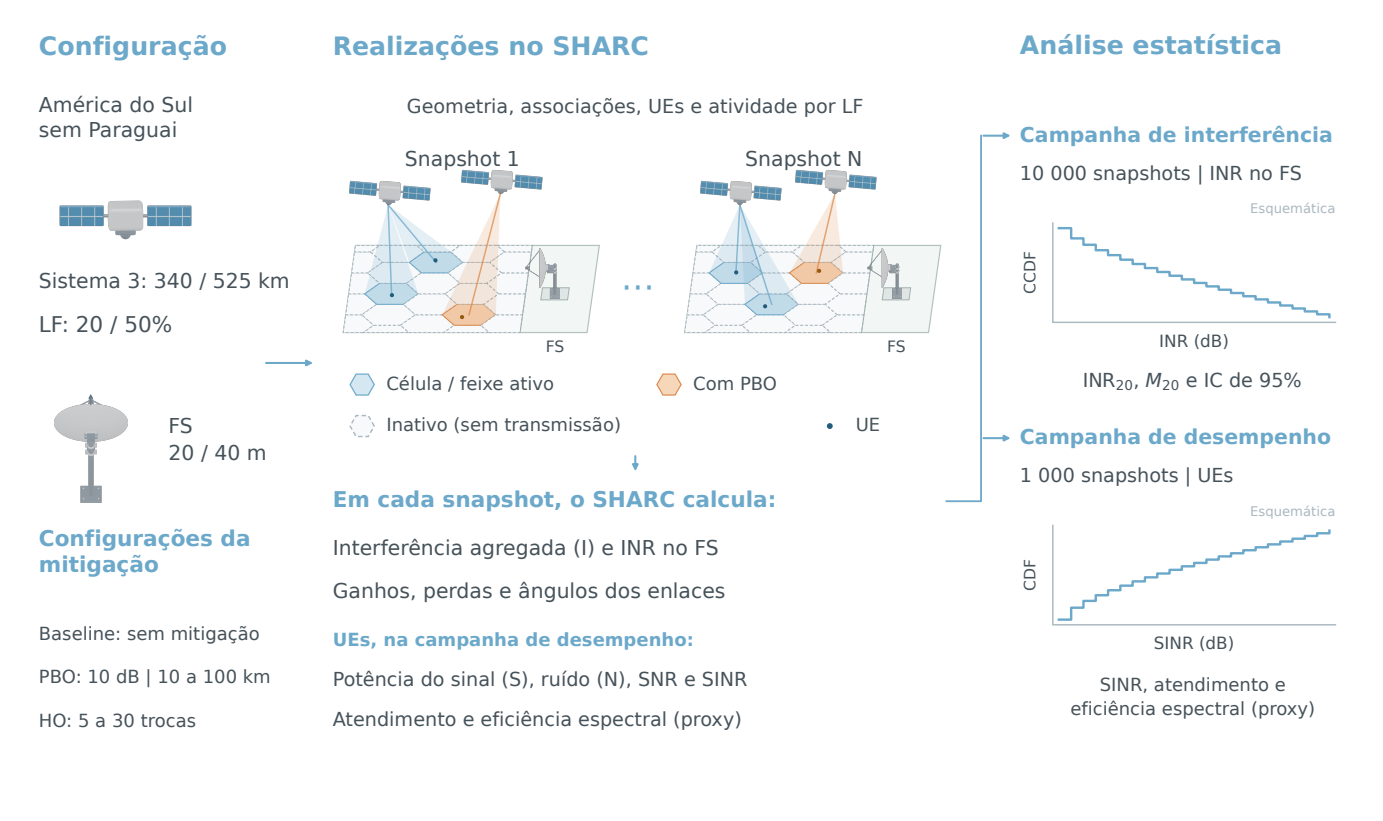 Configuração
América do Sul
sem Paraguai
Sistema 3: 340 / 525 km
LF: 20 / 50%
FS
20 / 40 m
Configurações da
mitigação
Baseline: sem mitigação
PBO: 10 dB | 10 a 100 km
HO: 5 a 30 trocas
Realizações no SHARC
Geometria, associações, UEs e atividade por LF
Snapshot 1
Snapshot N
...
FS
FS
Célula / feixe ativo
Com PBO
Inativo (sem transmissão)
UE
Em cada snapshot, o SHARC calcula:
Interferência agregada (I) e INR no FS
Ganhos, perdas e ângulos dos enlaces
UEs, na campanha de desempenho:
Potência do sinal (S), ruído (N), SNR e SINR
Atendimento e eficiência espectral (proxy)
Análise estatística
Campanha de interferência
10 000 snapshots | INR no FS
Esquemática
CCDF
INR (dB)
INR₂₀, M₂₀ e IC de 95%
Campanha de desempenho
1 000 snapshots | UEs
Esquemática
CDF
SINR (dB)
SINR, atendimento e
eficiência espectral (proxy)